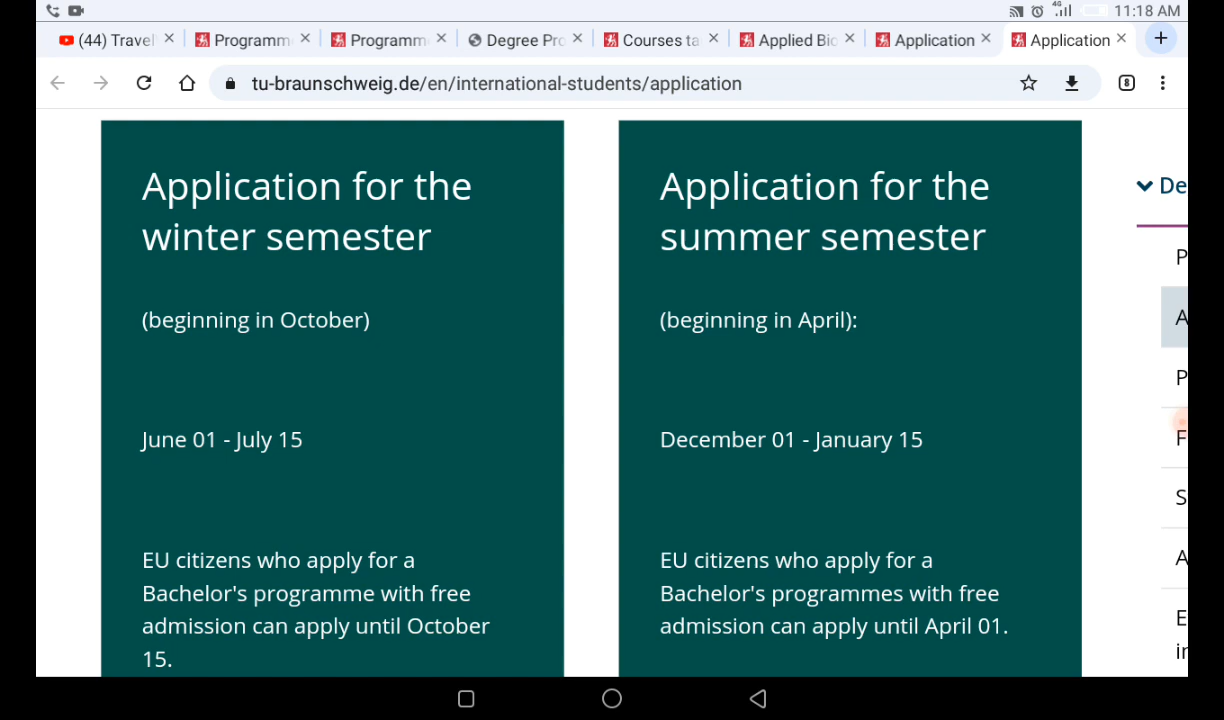 4G 11:18 AM
(44) Travel Programm Programm Degree Pro Courses ta Applied Bio Application Application
tu-braunschweig.de/en/international-students/application 8
Application for the
winter semester
(beginning in October)
June 01 - July 15
EU citizens who apply for a
Bachelor's programme with free
admission can apply until October
15.
Application for the
summer semester
(beginning in April):
December 01 - January 15
EU citizens who apply for a
Bachelor's programmes with free
admission can apply until April 01.
De
P
A
P
F
S
A
E
in